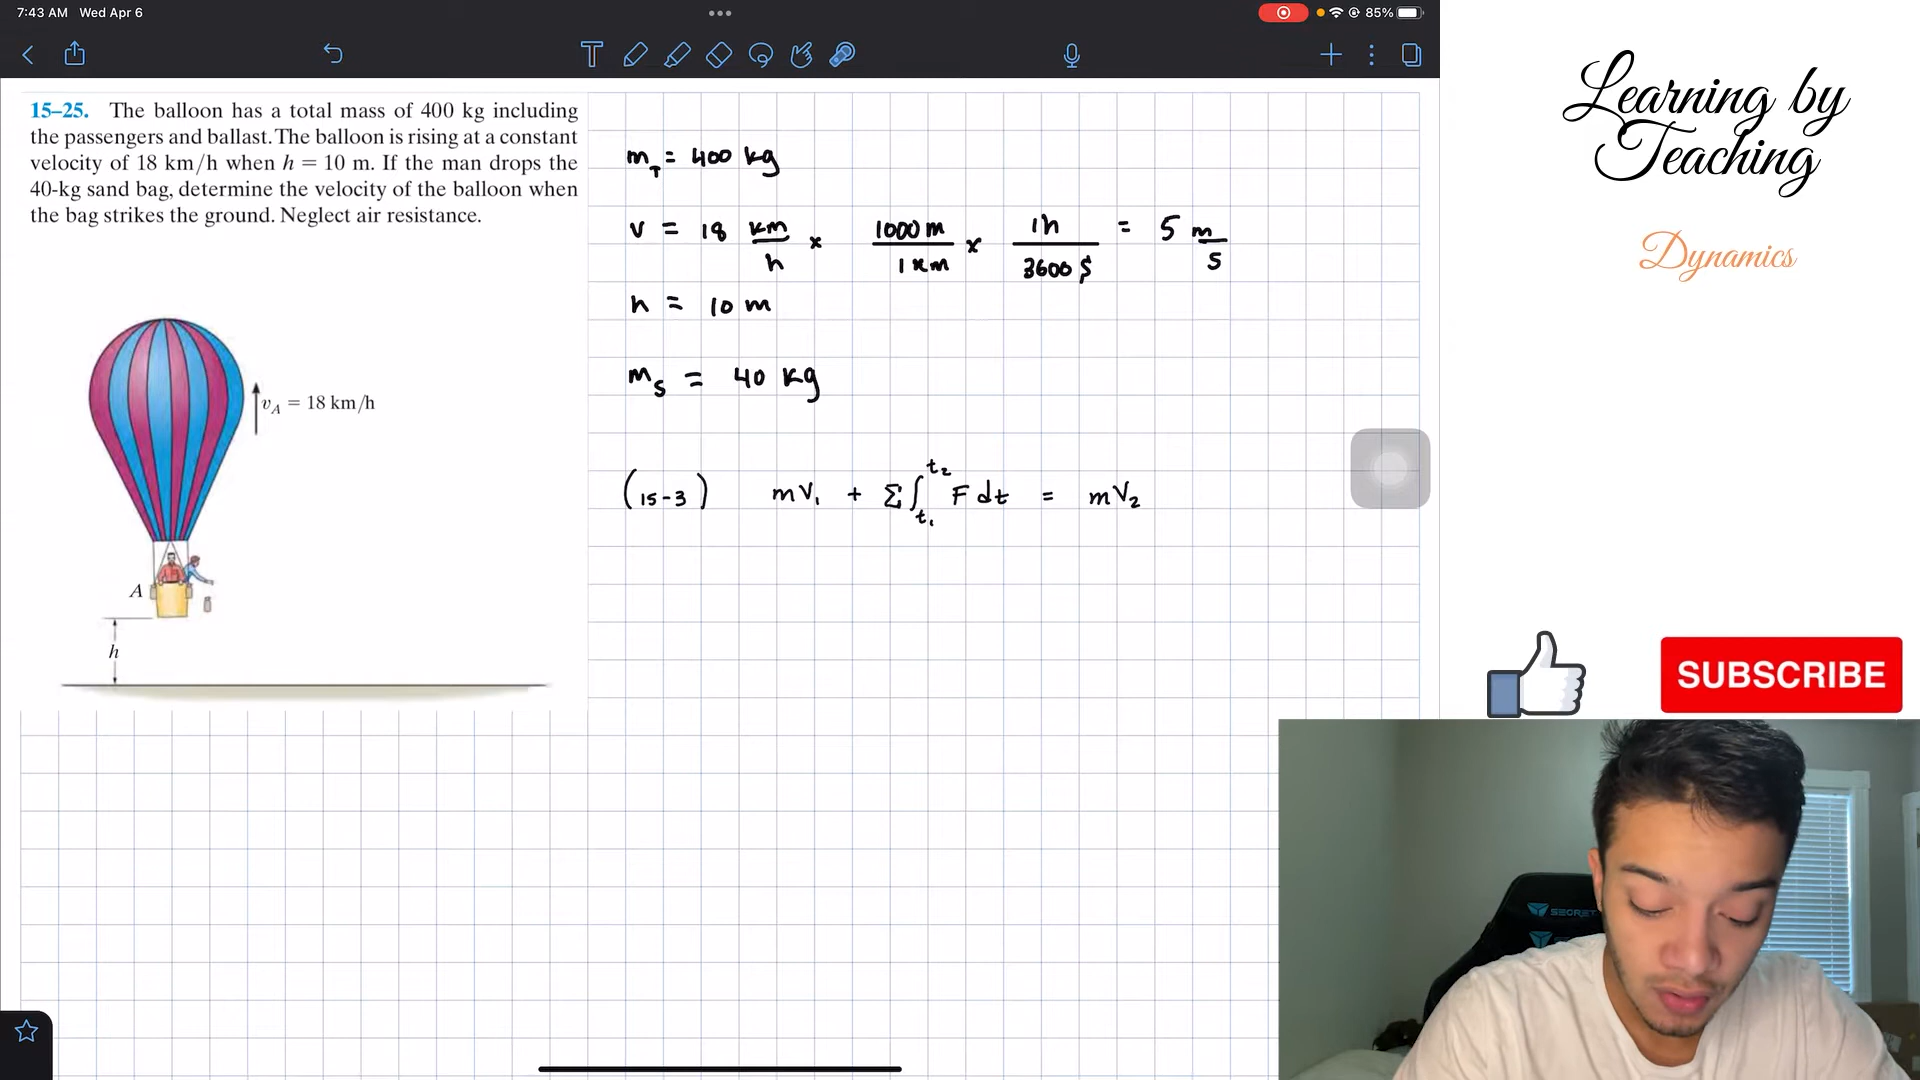 7:43 AM Wed Apr 6
85%
15–25. The balloon has a total mass of 400 kg including
the passengers and ballast. The balloon is rising at a constant
velocity of 18 km/h when h = 10 m. If the man drops the
40-kg sand bag, determine the velocity of the balloon when
the bag strikes the ground. Neglect air resistance.
v_A = 18 km/h
A
h
m_T = 400 kg
v = 18 km/h × 1000 m/1 km × 1h/3600 s = 5 m/s
h = 10 m
m_s = 40 kg
(15-3) mV₁ + Σ∫_{t₁}^{t₂} F dt = mV₂
Learning by
Teaching
Dynamics
SUBSCRIBE
SECRET